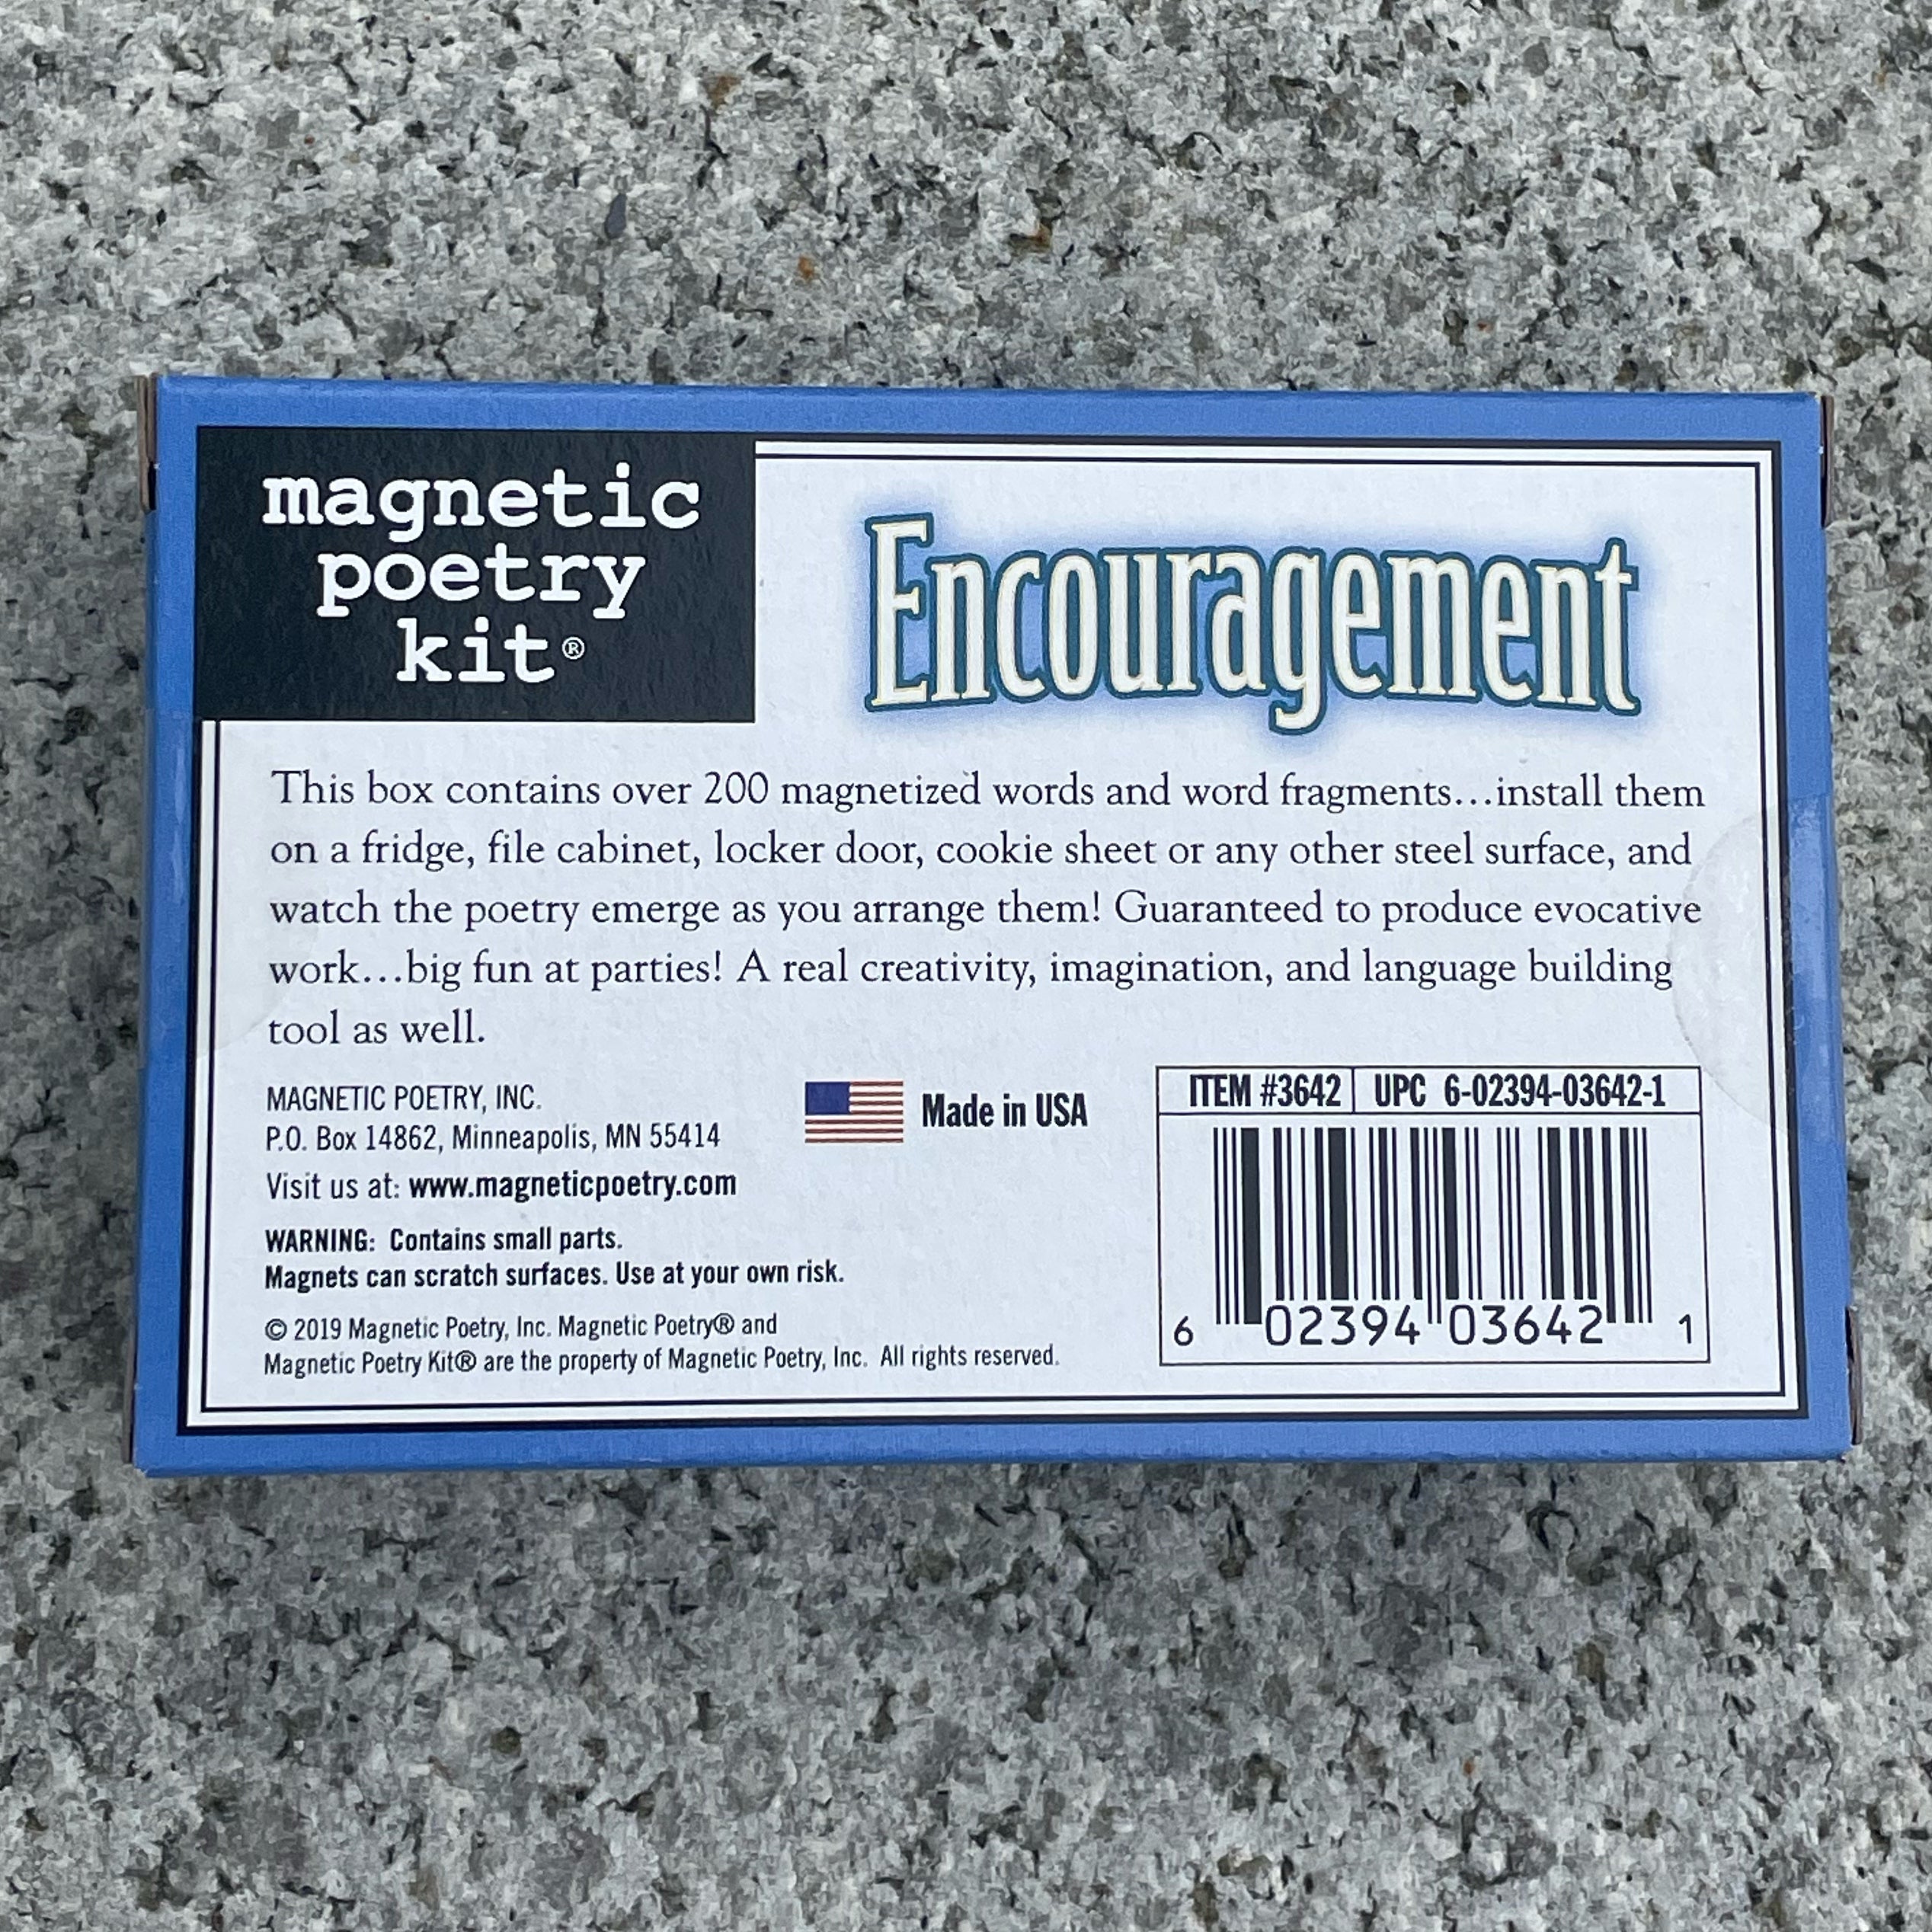 magnetic
poetry
kit®
Encouragement
This box contains over 200 magnetized words and word fragments...install them
on a fridge, file cabinet, locker door, cookie sheet or any other steel surface, and
watch the poetry emerge as you arrange them! Guaranteed to produce evocative
work...big fun at parties! A real creativity, imagination, and language building
tool as well.
MAGNETIC POETRY, INC.
P.O. Box 14862, Minneapolis, MN 55414
Visit us at: www.magneticpoetry.com
WARNING: Contains small parts.
Magnets can scratch surfaces. Use at your own risk.
© 2019 Magnetic Poetry, Inc. Magnetic Poetry® and
Magnetic Poetry Kit® are the property of Magnetic Poetry, Inc. All rights reserved.
Made in USA
ITEM #3642 UPC 6-02394-03642-1
6 02394 03642 1